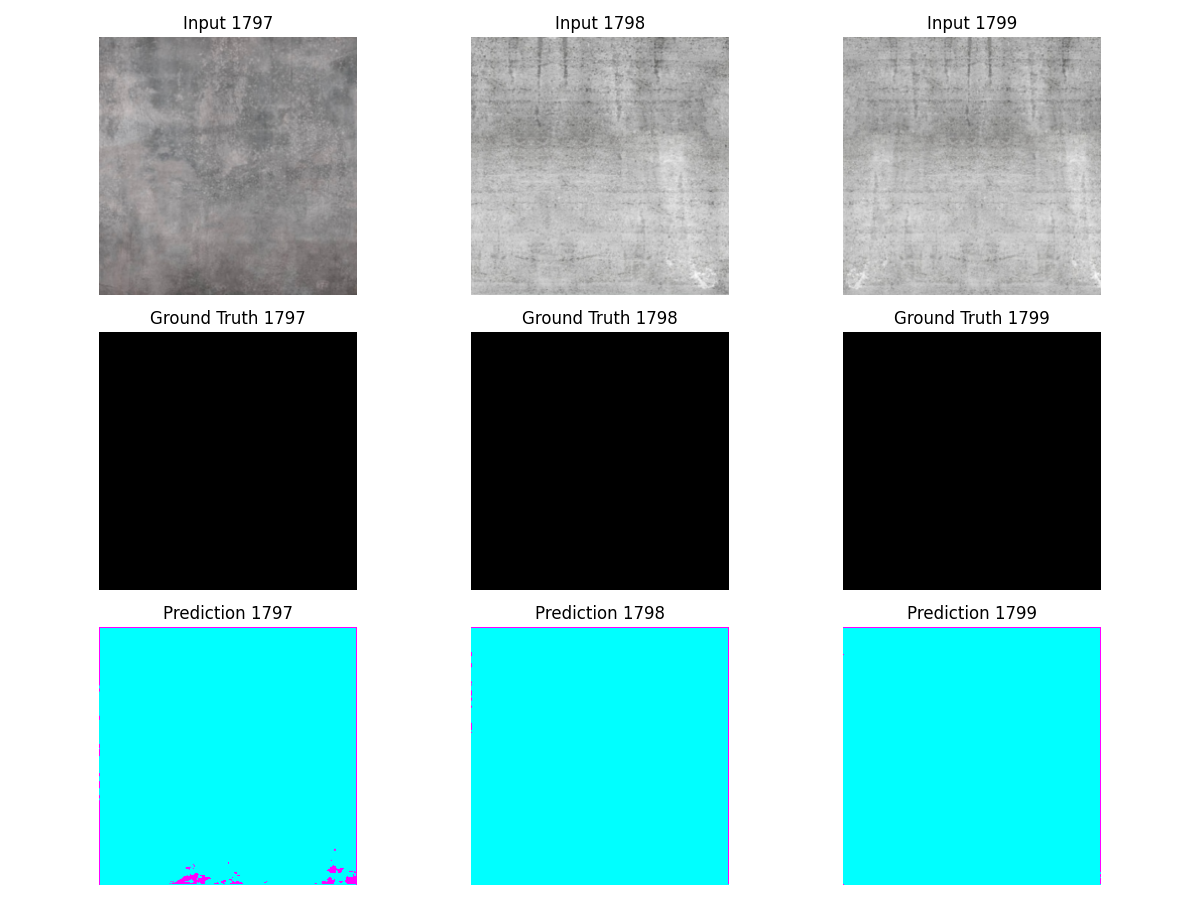 Input 1797
Input 1798
Input 1799
Ground Truth 1797
Ground Truth 1798
Ground Truth 1799
Prediction 1797
Prediction 1798
Prediction 1799